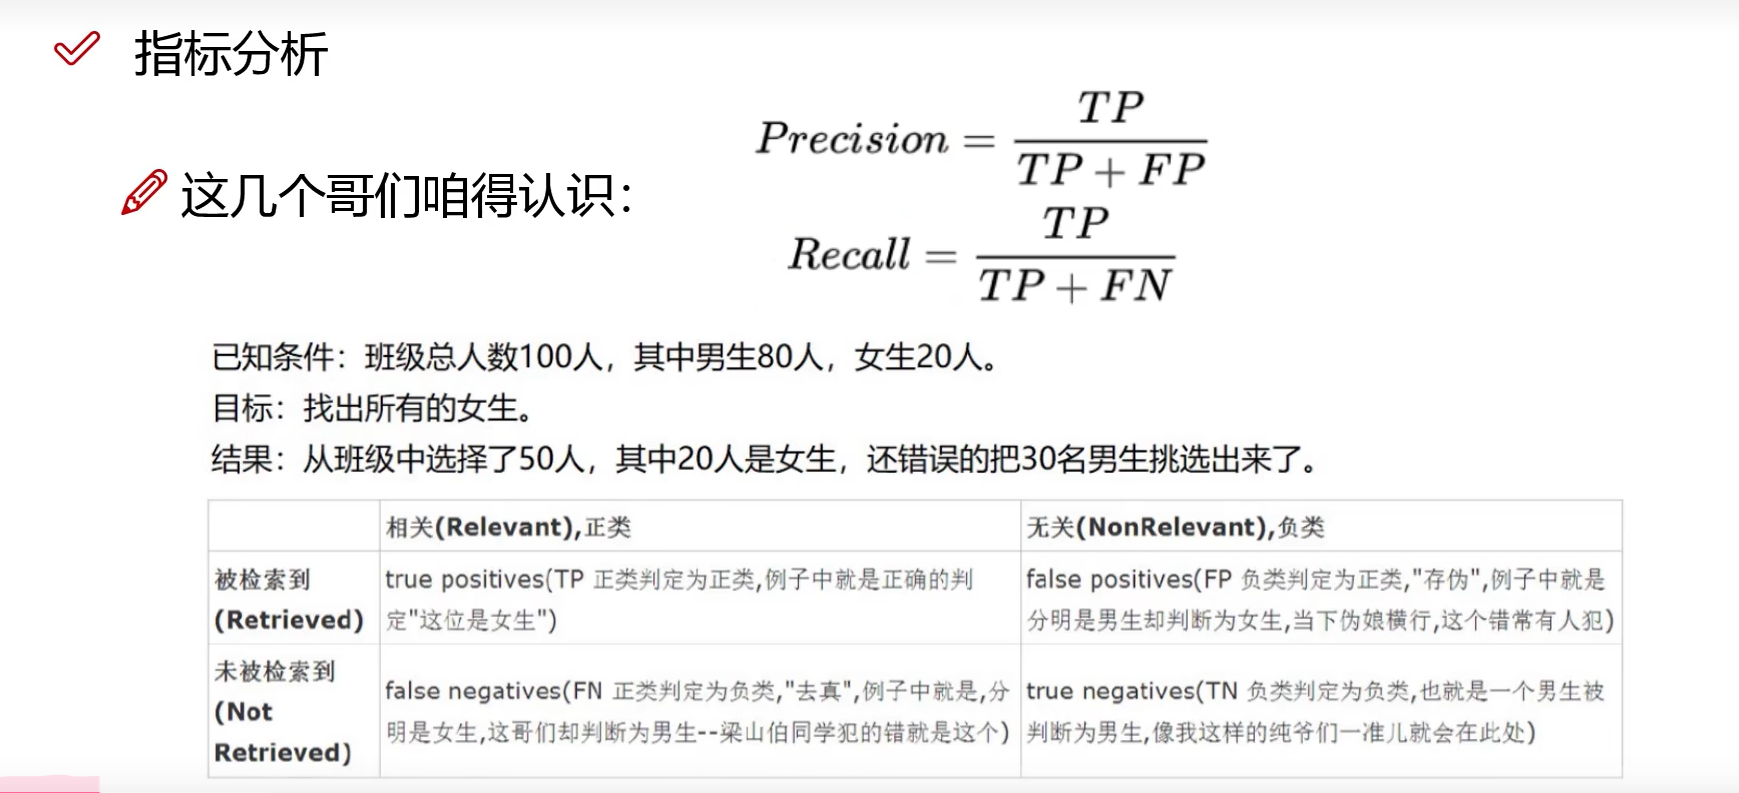 指标分析
这几个哥们咱得认识：
Precision = TP / (TP + FP)
Recall = TP / (TP + FN)
已知条件：班级总人数100人，其中男生80人，女生20人。
目标：找出所有的女生。
结果：从班级中选择了50人，其中20人是女生，还错误的把30名男生挑选出来了。
相关(Relevant),正类
无关(NonRelevant),负类
被检索到
(Retrieved)
true positives(TP 正类判定为正类,例子中就是正确的判
定"这位是女生")
false positives(FP 负类判定为正类,"存伪",例子中就是
分明是男生却判断为女生,当下伪娘横行,这个错常有人犯)
未被检索到
(Not
Retrieved)
false negatives(FN 正类判定为负类,"去真",例子中就是,分
明是女生,这哥们却判断为男生--梁山伯同学犯的错就是这个)
true negatives(TN 负类判定为负类,也就是一个男生被
判断为男生,像我这样的纯爷们一准儿就会在此处)